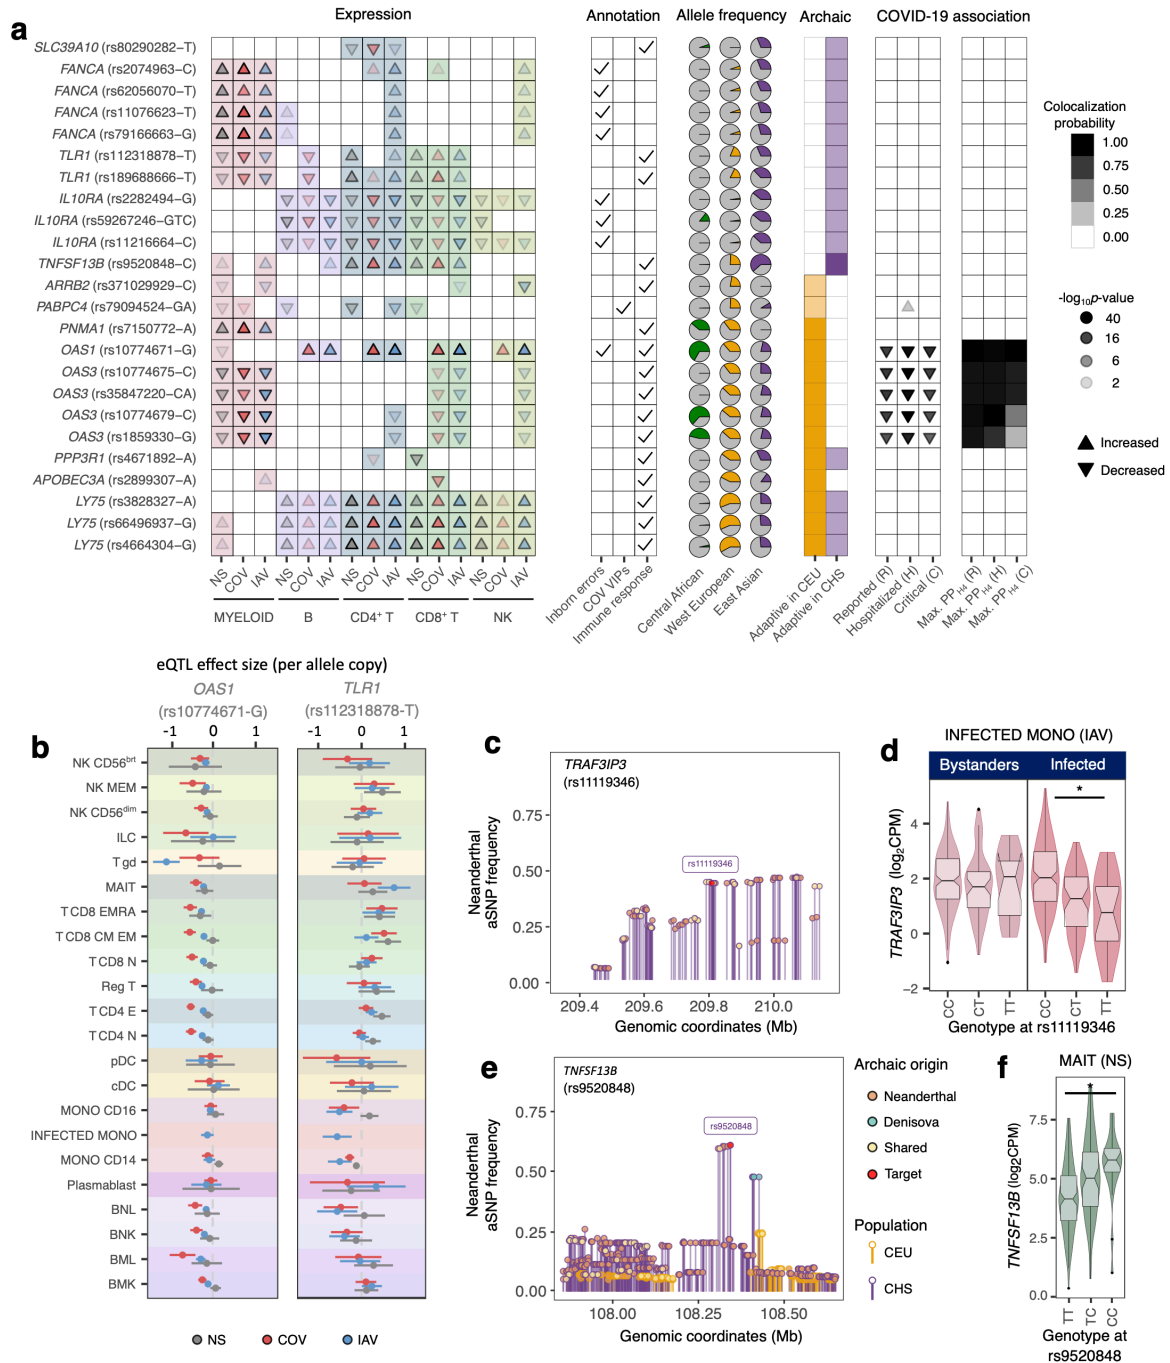 a
Expression
Annotation
Allele frequency
Archaic
COVID-19 association
SLC39A10 (rs80290282-T)
FANCA (rs2074963-C)
FANCA (rs62056070-T)
FANCA (rs11076623-T)
FANCA (rs79166663-G)
TLR1 (rs112318878-T)
TLR1 (rs189688666-T)
IL10RA (rs2282494-G)
IL10RA (rs59267246-GTC)
IL10RA (rs11216664-C)
TNFSF13B (rs9520848-C)
ARRB2 (rs371029929-C)
PABPC4 (rs79094524-GA)
PNMA1 (rs7150772-A)
OAS1 (rs10774671-G)
OAS3 (rs10774675-C)
OAS3 (rs35847220-CA)
OAS3 (rs10774679-C)
OAS3 (rs1859330-G)
PPP3R1 (rs4671892-A)
APOBEC3A (rs2899307-A)
LY75 (rs3828327-A)
LY75 (rs66496937-G)
LY75 (rs4664304-G)
NS COV IAV NS COV IAV NS COV IAV NS COV IAV NS COV IAV
MYELOID B CD4+ T CD8+ T NK
Inborn errors
COV VIPs
Immune response
Central African
West European
East Asian
Adaptive in CEU
Adaptive in CHS
Reported (R)
Hospitalized (H)
Critical (C)
Max. PPH4 (R)
Max. PPH4 (H)
Max. PPH4 (C)
Colocalization
probability
1.00
0.75
0.50
0.25
0.00
-log10p-value
40
16
6
2
Increased
Decreased
b
eQTL effect size (per allele copy)
OAS1
(rs10774671-G)
TLR1
(rs112318878-T)
-1 0 1
-1 0 1
NK CD56brt
NK MEM
NK CD56dim
ILC
T gd
MAIT
T CD8 EMRA
T CD8 CM EM
T CD8 N
Reg T
T CD4 E
T CD4 N
pDC
cDC
MONO CD16
INFECTED MONO
MONO CD14
Plasmablast
BNL
BNK
BML
BMK
NS COV IAV
c
TRAF3IP3
(rs11119346)
rs11119346
Neanderthal
aSNP frequency
0.75
0.50
0.25
0.00
209.4 209.6 209.8 210.0
Genomic coordinates (Mb)
d
INFECTED MONO (IAV)
Bystanders Infected
*
TRAF3IP3 (log2CPM)
4
2
0
-2
CC CT TT CC CT TT
Genotype at rs11119346
e
TNFSF13B
(rs9520848)
rs9520848
Neanderthal
aSNP frequency
0.75
0.50
0.25
0.00
108.00 108.25 108.50
Genomic coordinates (Mb)
Archaic origin
Neanderthal
Denisova
Shared
Target
Population
CEU
CHS
f
MAIT (NS)
*
TNFSF13B (log2CPM)
7.5
5.0
2.5
0.0
TT TC CC
Genotype at
rs9520848